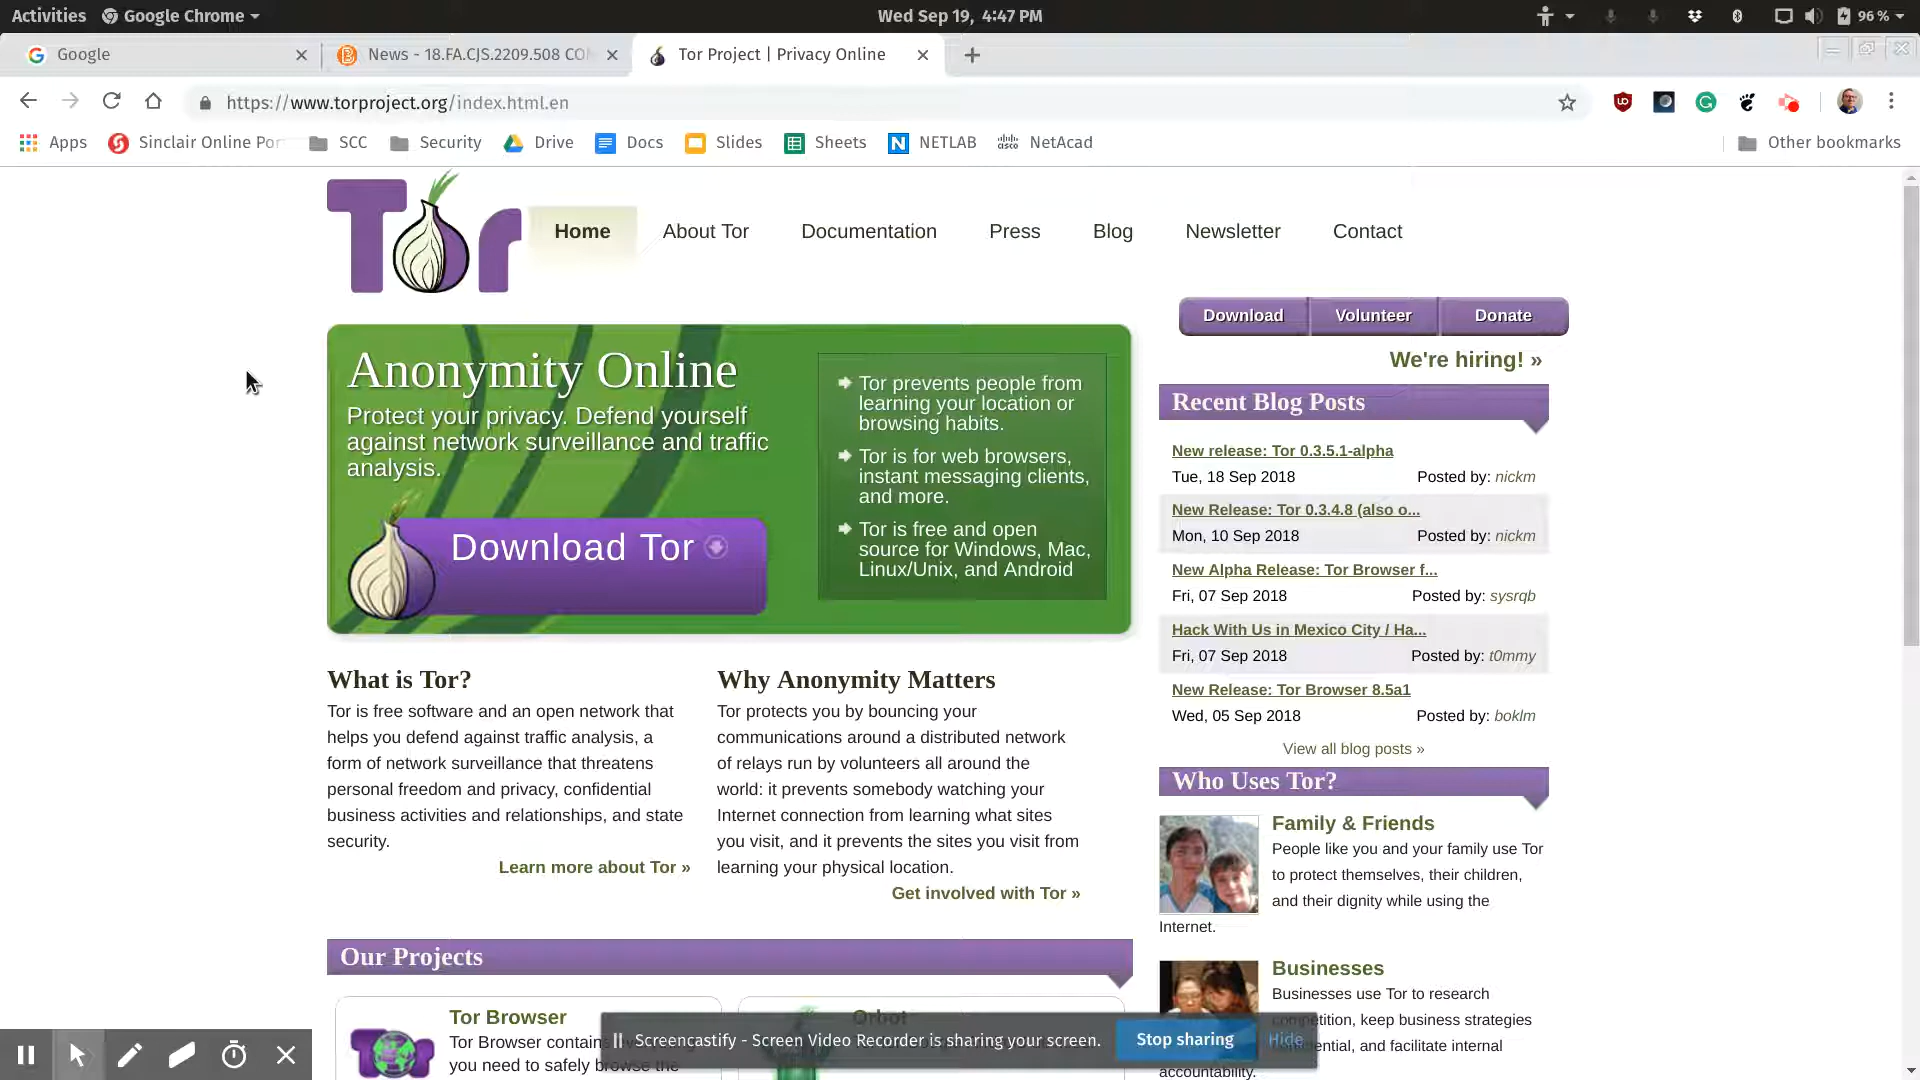 Activities Google Chrome Wed Sep 19, 4:47 PM 96 %
Google News - 18.FA.CJS.2209.508 CO Tor Project | Privacy Online
https://www.torproject.org/index.html.en
Apps Sinclair Online Por SCC Security Drive Docs Slides Sheets NETLAB NetAcad Other bookmarks
Tor
Home About Tor Documentation Press Blog Newsletter Contact
Download Volunteer Donate
We're hiring! »
Anonymity Online
Protect your privacy. Defend yourself
against network surveillance and traffic
analysis.
Download Tor
Tor prevents people from
learning your location or
browsing habits.
Tor is for web browsers,
instant messaging clients,
and more.
Tor is free and open
source for Windows, Mac,
Linux/Unix, and Android
What is Tor?
Tor is free software and an open network that
helps you defend against traffic analysis, a
form of network surveillance that threatens
personal freedom and privacy, confidential
business activities and relationships, and state
security.
Learn more about Tor »
Why Anonymity Matters
Tor protects you by bouncing your
communications around a distributed network
of relays run by volunteers all around the
world: it prevents somebody watching your
Internet connection from learning what sites
you visit, and it prevents the sites you visit from
learning your physical location.
Get involved with Tor »
Recent Blog Posts
New release: Tor 0.3.5.1-alpha
Tue, 18 Sep 2018 Posted by: nickm
New Release: Tor 0.3.4.8 (also o...
Mon, 10 Sep 2018 Posted by: nickm
New Alpha Release: Tor Browser f...
Fri, 07 Sep 2018 Posted by: sysrqb
Hack With Us in Mexico City / Ha...
Fri, 07 Sep 2018 Posted by: t0mmy
New Release: Tor Browser 8.5a1
Wed, 05 Sep 2018 Posted by: boklm
View all blog posts »
Who Uses Tor?
Family & Friends
People like you and your family use Tor
to protect themselves, their children,
and their dignity while using the
Internet.
Businesses
Businesses use Tor to research
competition, keep business strategies
confidential, and facilitate internal
accountability.
Our Projects
Tor Browser
Tor Browser contains
you need to safely browse the
Orbot
Screencastify - Screen Video Recorder is sharing your screen. Stop sharing Hide